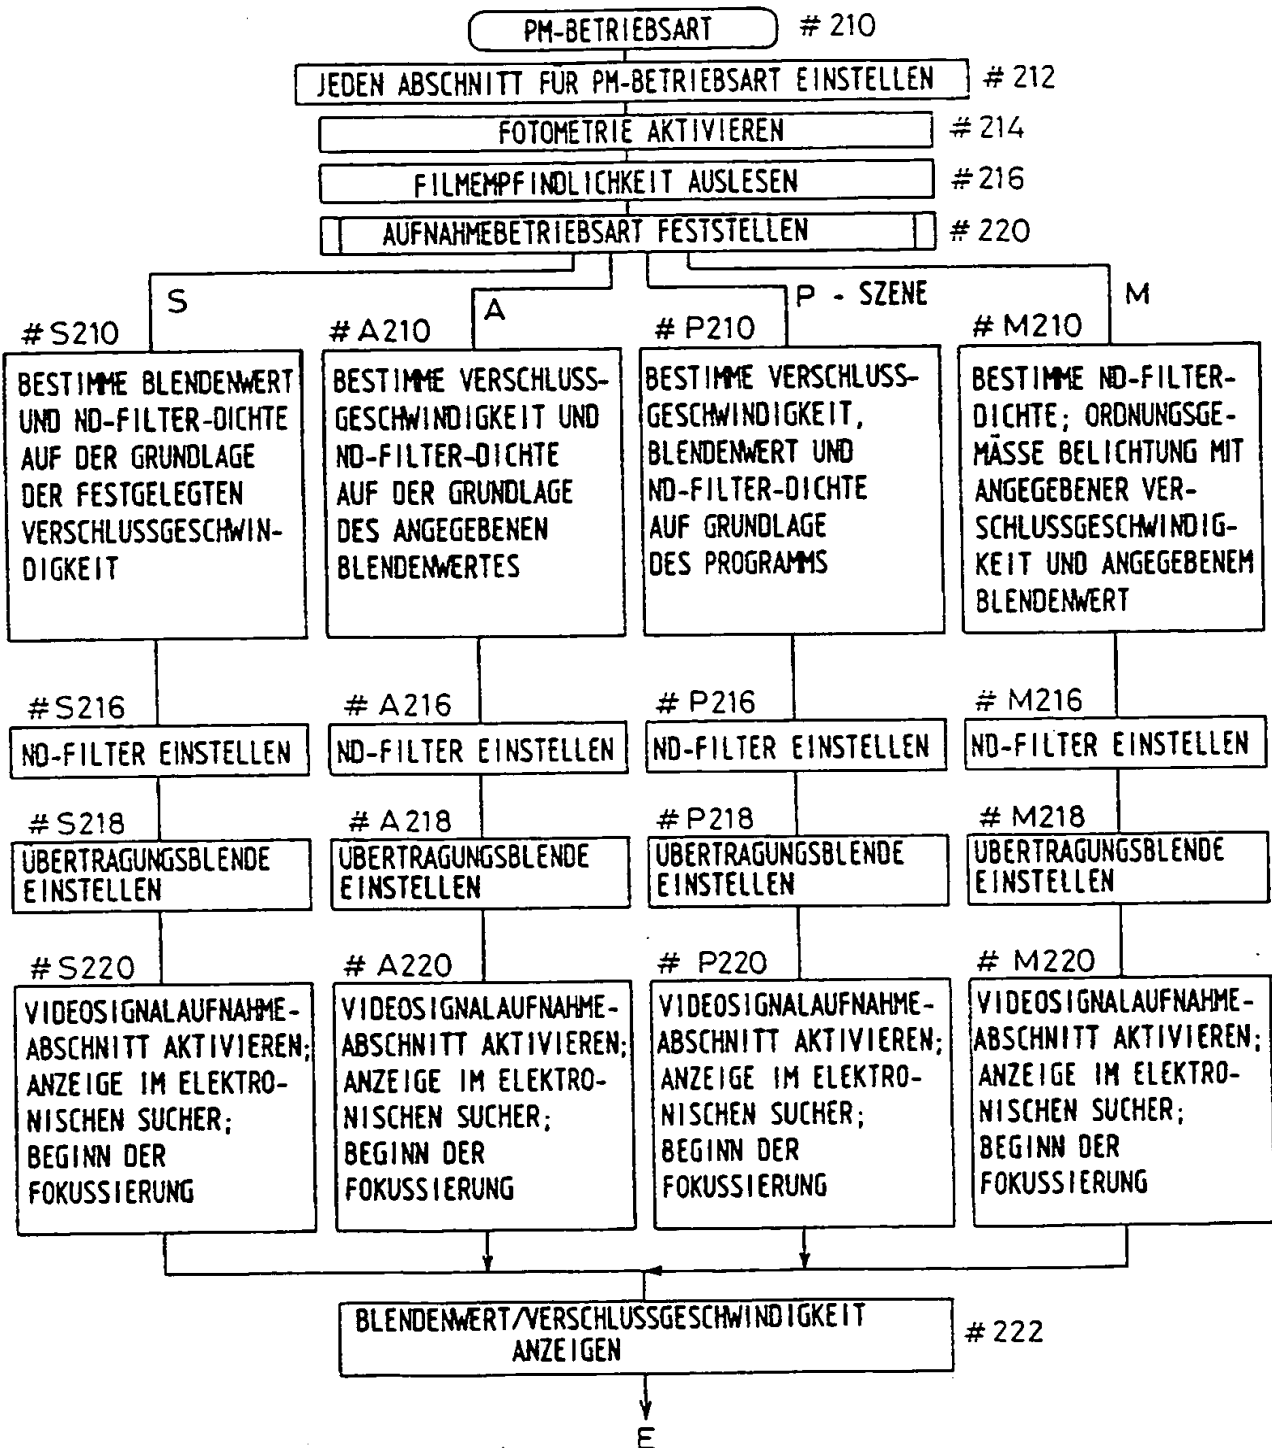 PM-BETRIEBSART # 210
JEDEN ABSCHNITT FÜR PM-BETRIEBSART EINSTELLEN # 212
FOTOMETRIE AKTIVIEREN # 214
FILMEMPFINDLICHKEIT AUSLESEN # 216
AUFNAHMEBETRIEBSART FESTSTELLEN # 220
S
# S210
BESTIMME BLENDENWERT
UND ND-FILTER-DICHTE
AUF DER GRUNDLAGE
DER FESTGELEGTEN
VERSCHLUSSGESCHWIN-
DIGKEIT
# S216
ND-FILTER EINSTELLEN
# S218
ÜBERTRAGUNGSBLENDE
EINSTELLEN
# S220
VIDEOSIGNALAUFNAHME-
ABSCHNITT AKTIVIEREN;
ANZEIGE IM ELEKTRO-
NISCHEN SUCHER;
BEGINN DER
FOKUSSIERUNG
A
# A210
BESTIMME VERSCHLUSS-
GESCHWINDIGKEIT UND
ND-FILTER-DICHTE
AUF DER GRUNDLAGE
DES ANGEGEBENEN
BLENDENWERTES
# A216
ND-FILTER EINSTELLEN
# A218
ÜBERTRAGUNGSBLENDE
EINSTELLEN
# A220
VIDEOSIGNALAUFNAHME-
ABSCHNITT AKTIVIEREN;
ANZEIGE IM ELEKTRO-
NISCHEN SUCHER;
BEGINN DER
FOKUSSIERUNG
P - SZENE
# P210
BESTIMME VERSCHLUSS-
GESCHWINDIGKEIT,
BLENDENWERT UND
ND-FILTER-DICHTE
AUF GRUNDLAGE
DES PROGRAMMS
# P216
ND-FILTER EINSTELLEN
# P218
ÜBERTRAGUNGSBLENDE
EINSTELLEN
# P220
VIDEOSIGNALAUFNAHME-
ABSCHNITT AKTIVIEREN;
ANZEIGE IM ELEKTRO-
NISCHEN SUCHER;
BEGINN DER
FOKUSSIERUNG
M
# M210
BESTIMME ND-FILTER-
DICHTE; ORDNUNGSGE-
MÄSSE BELICHTUNG MIT
ANGEGEBENER VER-
SCHLUSSGESCHWINDIG-
KEIT UND ANGEGEBENEM
BLENDENWERT
# M216
ND-FILTER EINSTELLEN
# M218
ÜBERTRAGUNGSBLENDE
EINSTELLEN
# M220
VIDEOSIGNALAUFNAHME-
ABSCHNITT AKTIVIEREN;
ANZEIGE IM ELEKTRO-
NISCHEN SUCHER;
BEGINN DER
FOKUSSIERUNG
BLENDENWERT/VERSCHLUSSGESCHWINDIGKEIT
ANZEIGEN # 222
E